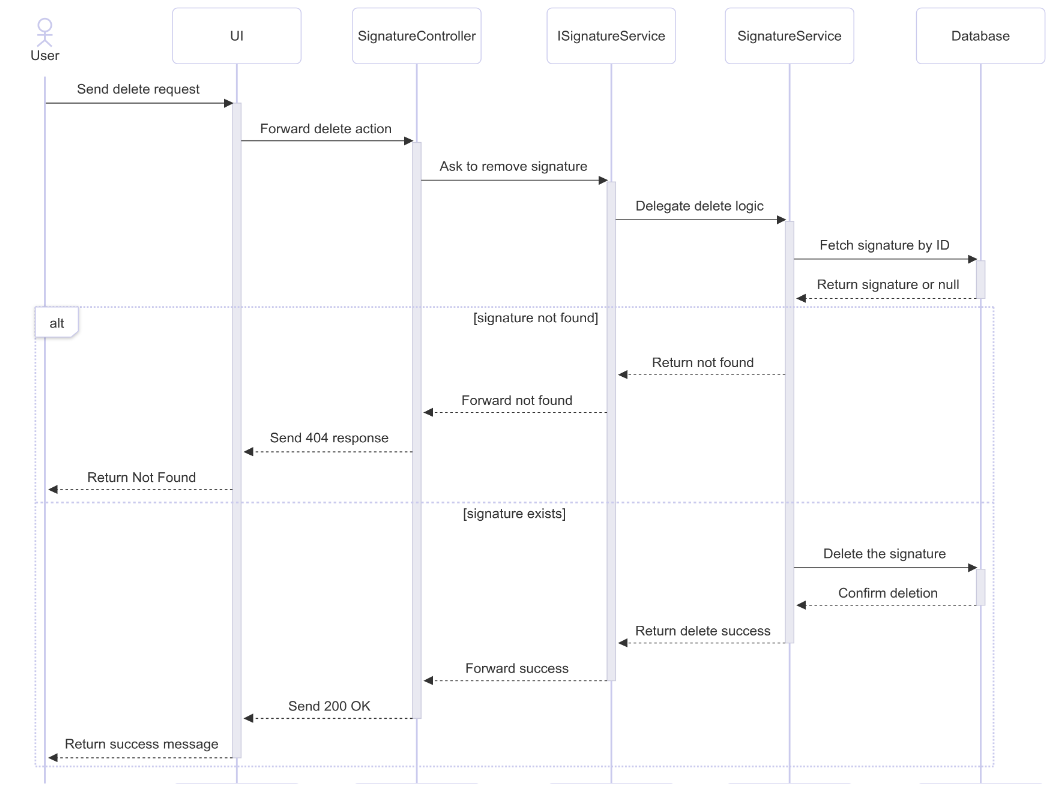 User
UI
SignatureController
ISignatureService
SignatureService
Database
Send delete request
Forward delete action
Ask to remove signature
Delegate delete logic
Fetch signature by ID
Return signature or null
alt
[signature not found]
Return not found
Forward not found
Send 404 response
Return Not Found
[signature exists]
Delete the signature
Confirm deletion
Return delete success
Forward success
Send 200 OK
Return success message